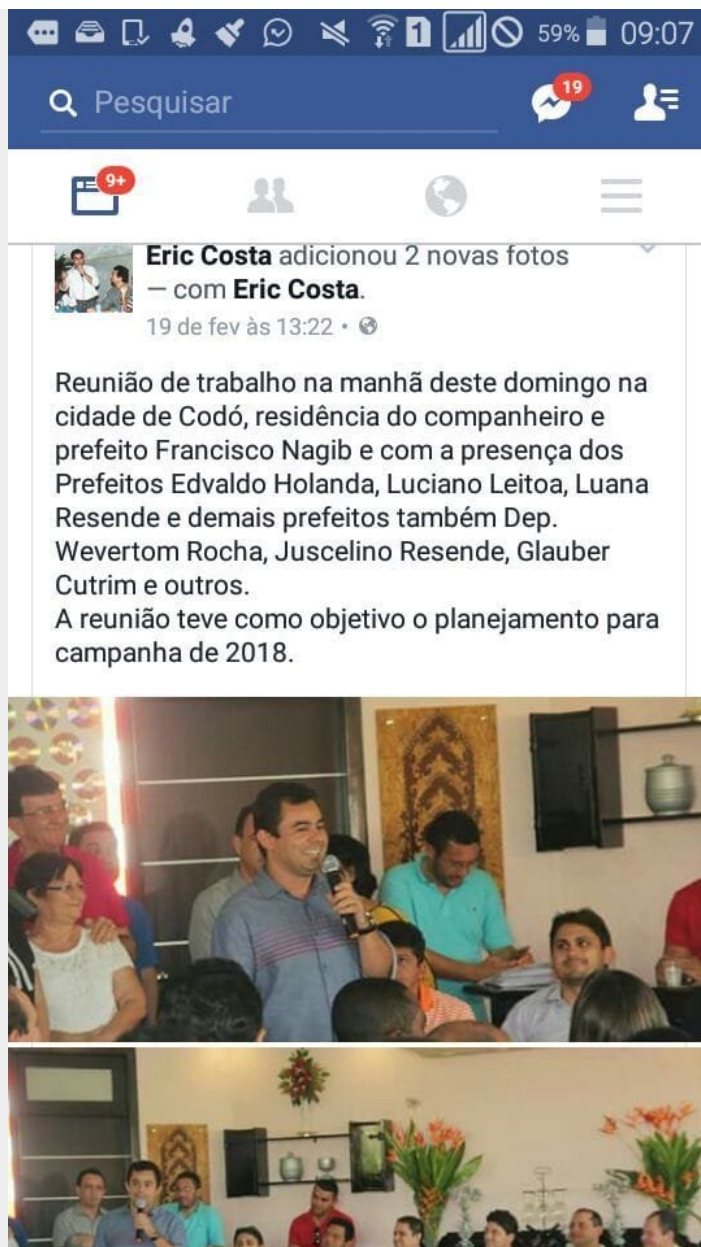 59% 09:07
1
Pesquisar
19
9+
Eric Costa adicionou 2 novas fotos
— com Eric Costa.
19 de fev às 13:22 •
Reunião de trabalho na manhã deste domingo na
cidade de Codó, residência do companheiro e
prefeito Francisco Nagib e com a presença dos
Prefeitos Edvaldo Holanda, Luciano Leitoa, Luana
Resende e demais prefeitos também Dep.
Wevertom Rocha, Juscelino Resende, Glauber
Cutrim e outros.
A reunião teve como objetivo o planejamento para
campanha de 2018.